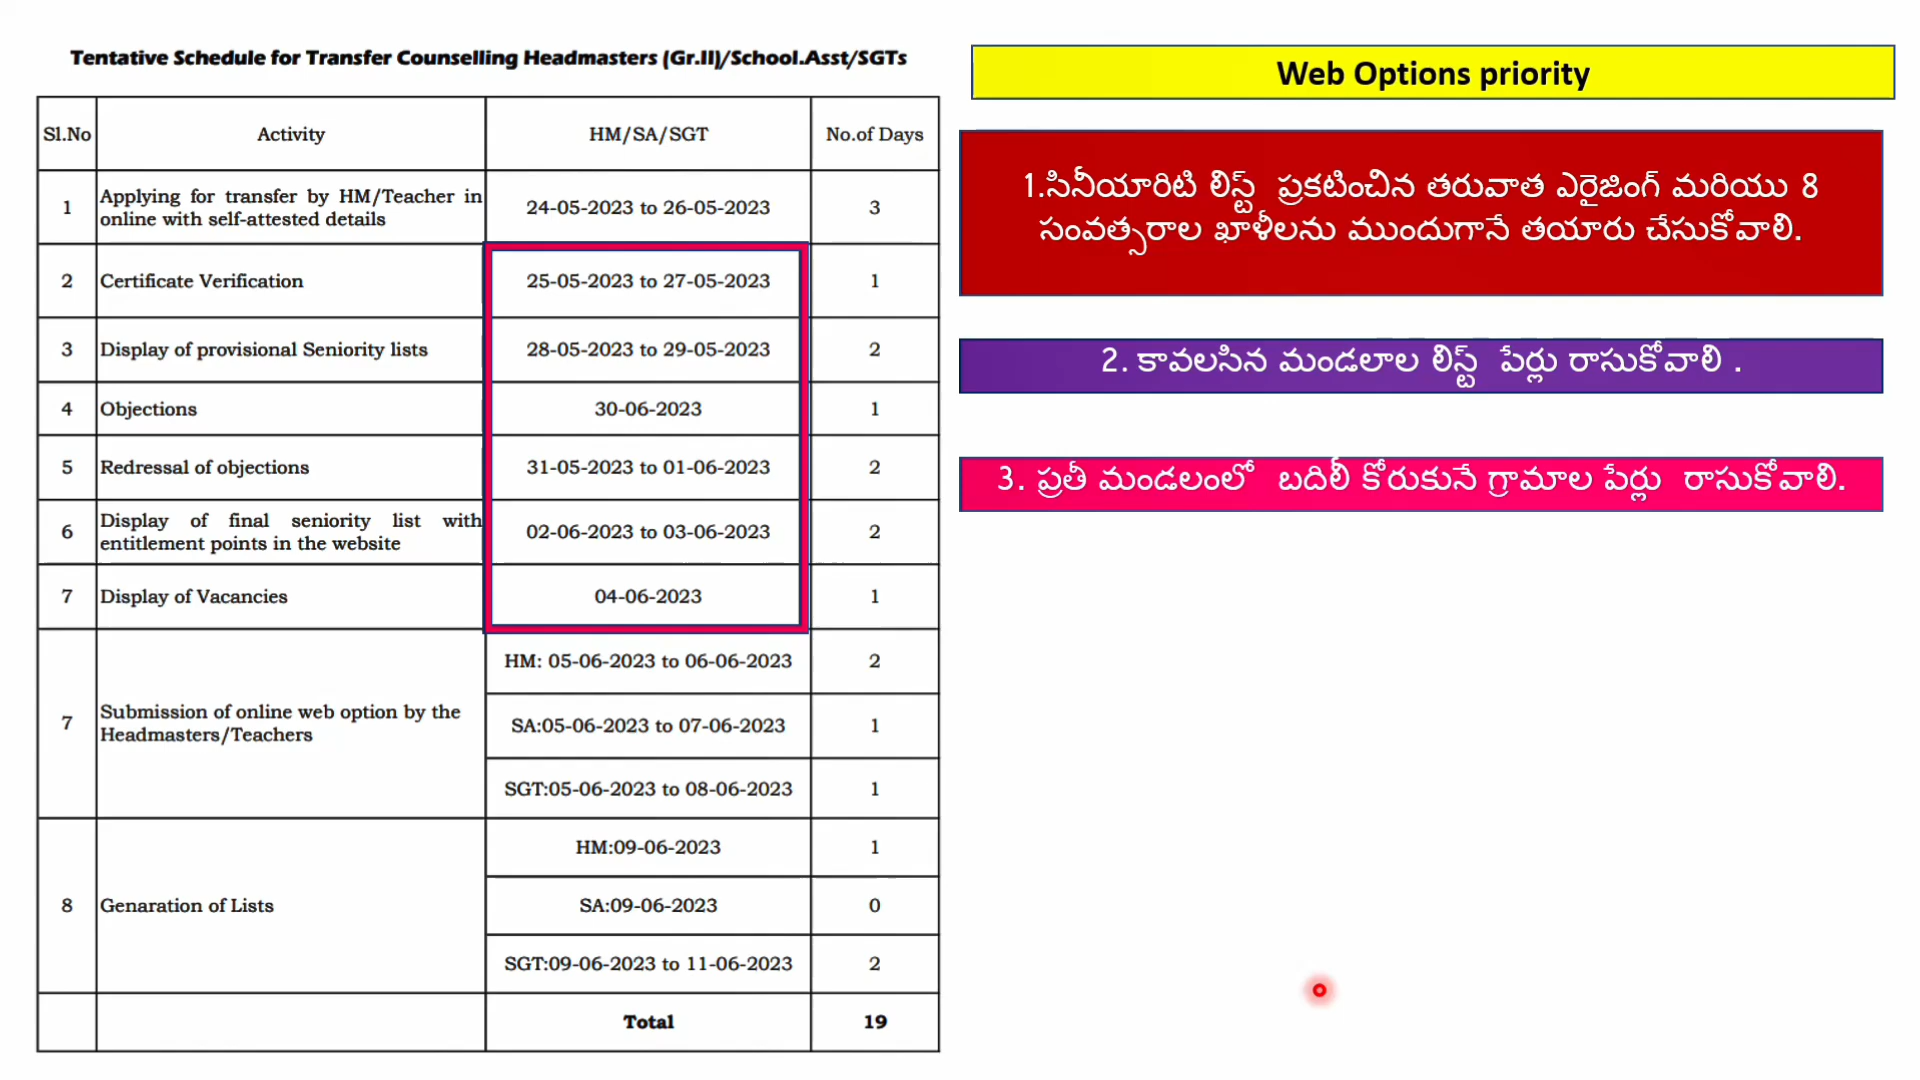 Tentative Schedule for Transfer Counselling Headmasters (Gr.II)/School.Asst/SGTs
Sl.No Activity HM/SA/SGT No.of Days
1 Applying for transfer by HM/Teacher in online with self-attested details 24-05-2023 to 26-05-2023 3
2 Certificate Verification 25-05-2023 to 27-05-2023 1
3 Display of provisional Seniority lists 28-05-2023 to 29-05-2023 2
4 Objections 30-06-2023 1
5 Redressal of objections 31-05-2023 to 01-06-2023 2
6 Display of final seniority list with entitlement points in the website 02-06-2023 to 03-06-2023 2
7 Display of Vacancies 04-06-2023 1
7 Submission of online web option by the Headmasters/Teachers
HM: 05-06-2023 to 06-06-2023 2
SA:05-06-2023 to 07-06-2023 1
SGT:05-06-2023 to 08-06-2023 1
8 Genaration of Lists
HM:09-06-2023 1
SA:09-06-2023 0
SGT:09-06-2023 to 11-06-2023 2
Total 19
Web Options priority
1.సినీయారిటి లిస్ట్ ప్రకటించిన తరువాత ఎరైజింగ్ మరియు 8
సంవత్సరాల ఖాళీలను ముందుగానే తయారు చేసుకోవాలి.
2. కావలసిన మండలాల లిస్ట్ పేర్లు రాసుకోవాలి .
3. ప్రతీ మండలంలో బదిలీ కోరుకునే గ్రామాల పేర్లు రాసుకోవాలి.